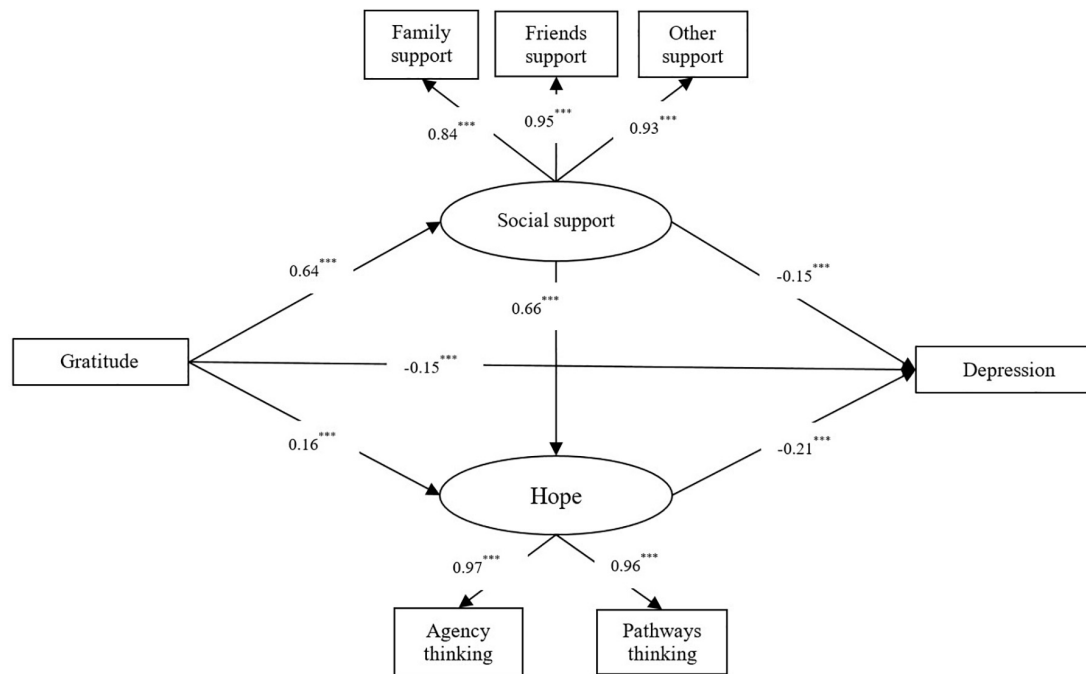 Family
support
Friends
support
Other
support
0.84***
0.95***
0.93***
Social support
0.64***
0.66***
-0.15***
Gratitude
-0.15***
Depression
0.16***
-0.21***
Hope
0.97***
0.96***
Agency
thinking
Pathways
thinking